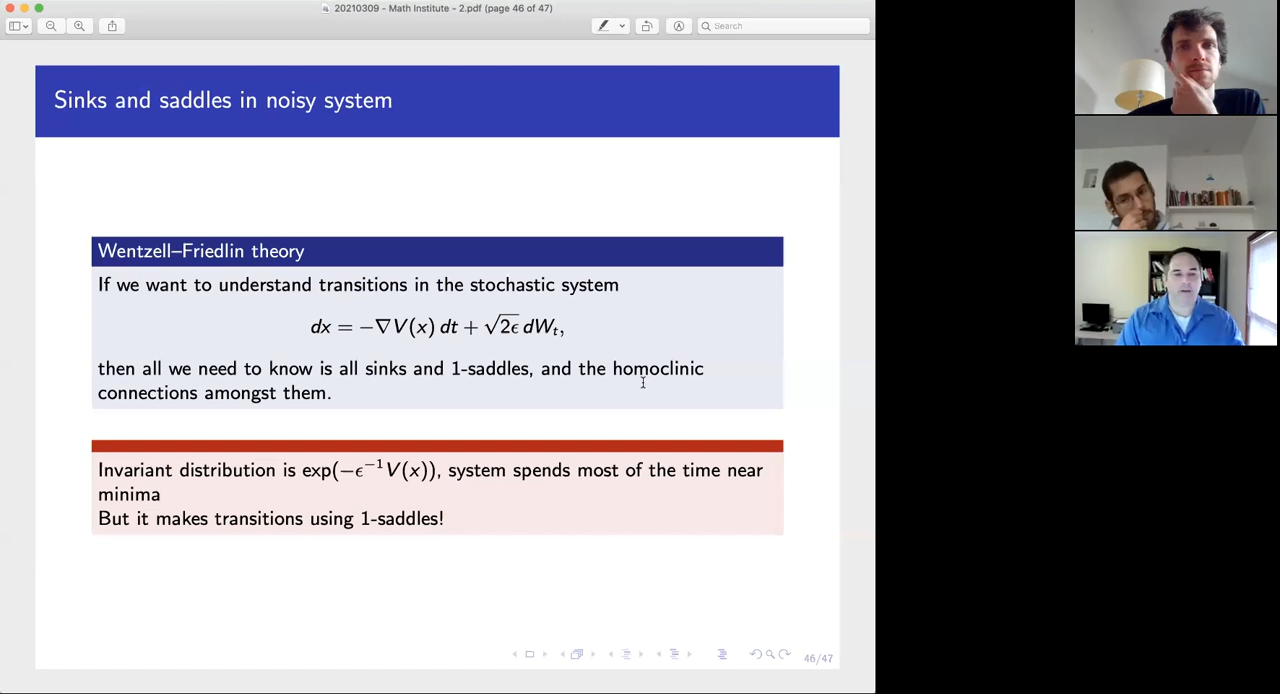 20210309 - Math Institute - 2.pdf (page 46 of 47)
Search
Sinks and saddles in noisy system
Wentzell–Friedlin theory
If we want to understand transitions in the stochastic system
dx = −∇V(x) dt + √2ϵ dWₜ,
then all we need to know is all sinks and 1-saddles, and the homoclinic
connections amongst them.
Invariant distribution is exp(−ϵ⁻¹V(x)), system spends most of the time near
minima
But it makes transitions using 1-saddles!
46/47